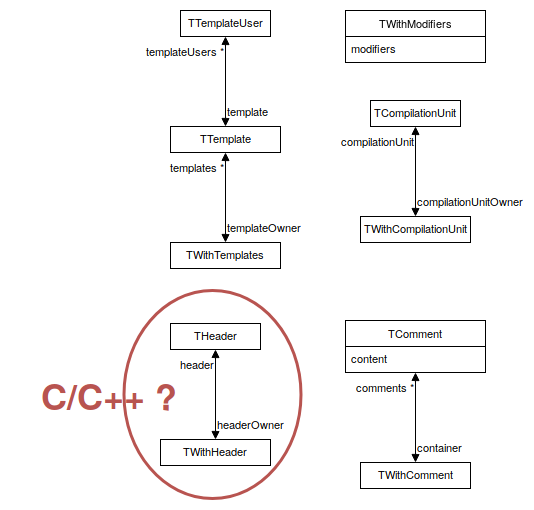 TTemplateUser
templateUsers *
template
TTemplate
templates *
templateOwner
TWithTemplates
TWithModifiers
modifiers
TCompilationUnit
compilationUnit
compilationUnitOwner
TWithCompilationUnit
C/C++ ?
THeader
header
headerOwner
TWithHeader
TComment
content
comments *
container
TWithComment